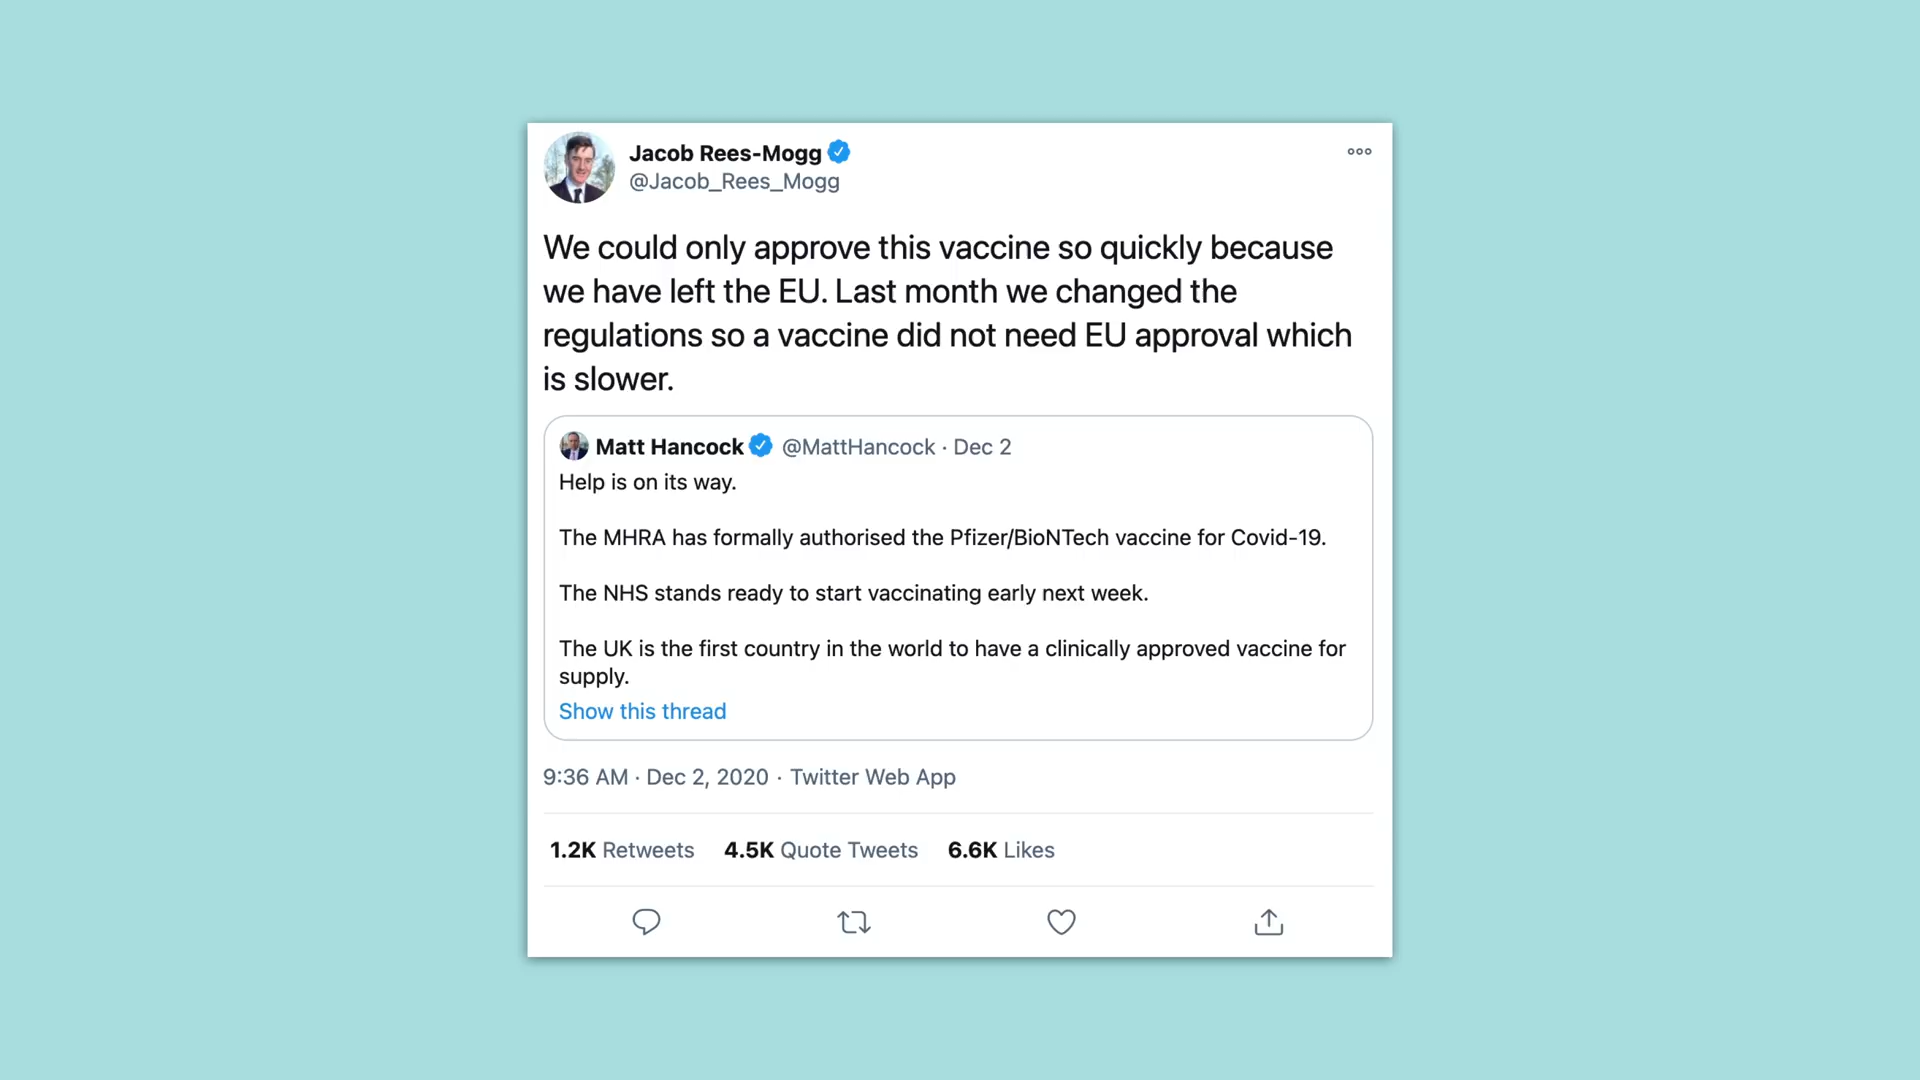 Jacob Rees-Mogg
@Jacob_Rees_Mogg
We could only approve this vaccine so quickly because
we have left the EU. Last month we changed the
regulations so a vaccine did not need EU approval which
is slower.
Matt Hancock @MattHancock · Dec 2
Help is on its way.
The MHRA has formally authorised the Pfizer/BioNTech vaccine for Covid-19.
The NHS stands ready to start vaccinating early next week.
The UK is the first country in the world to have a clinically approved vaccine for
supply.
Show this thread
9:36 AM · Dec 2, 2020 · Twitter Web App
1.2K Retweets 4.5K Quote Tweets 6.6K Likes